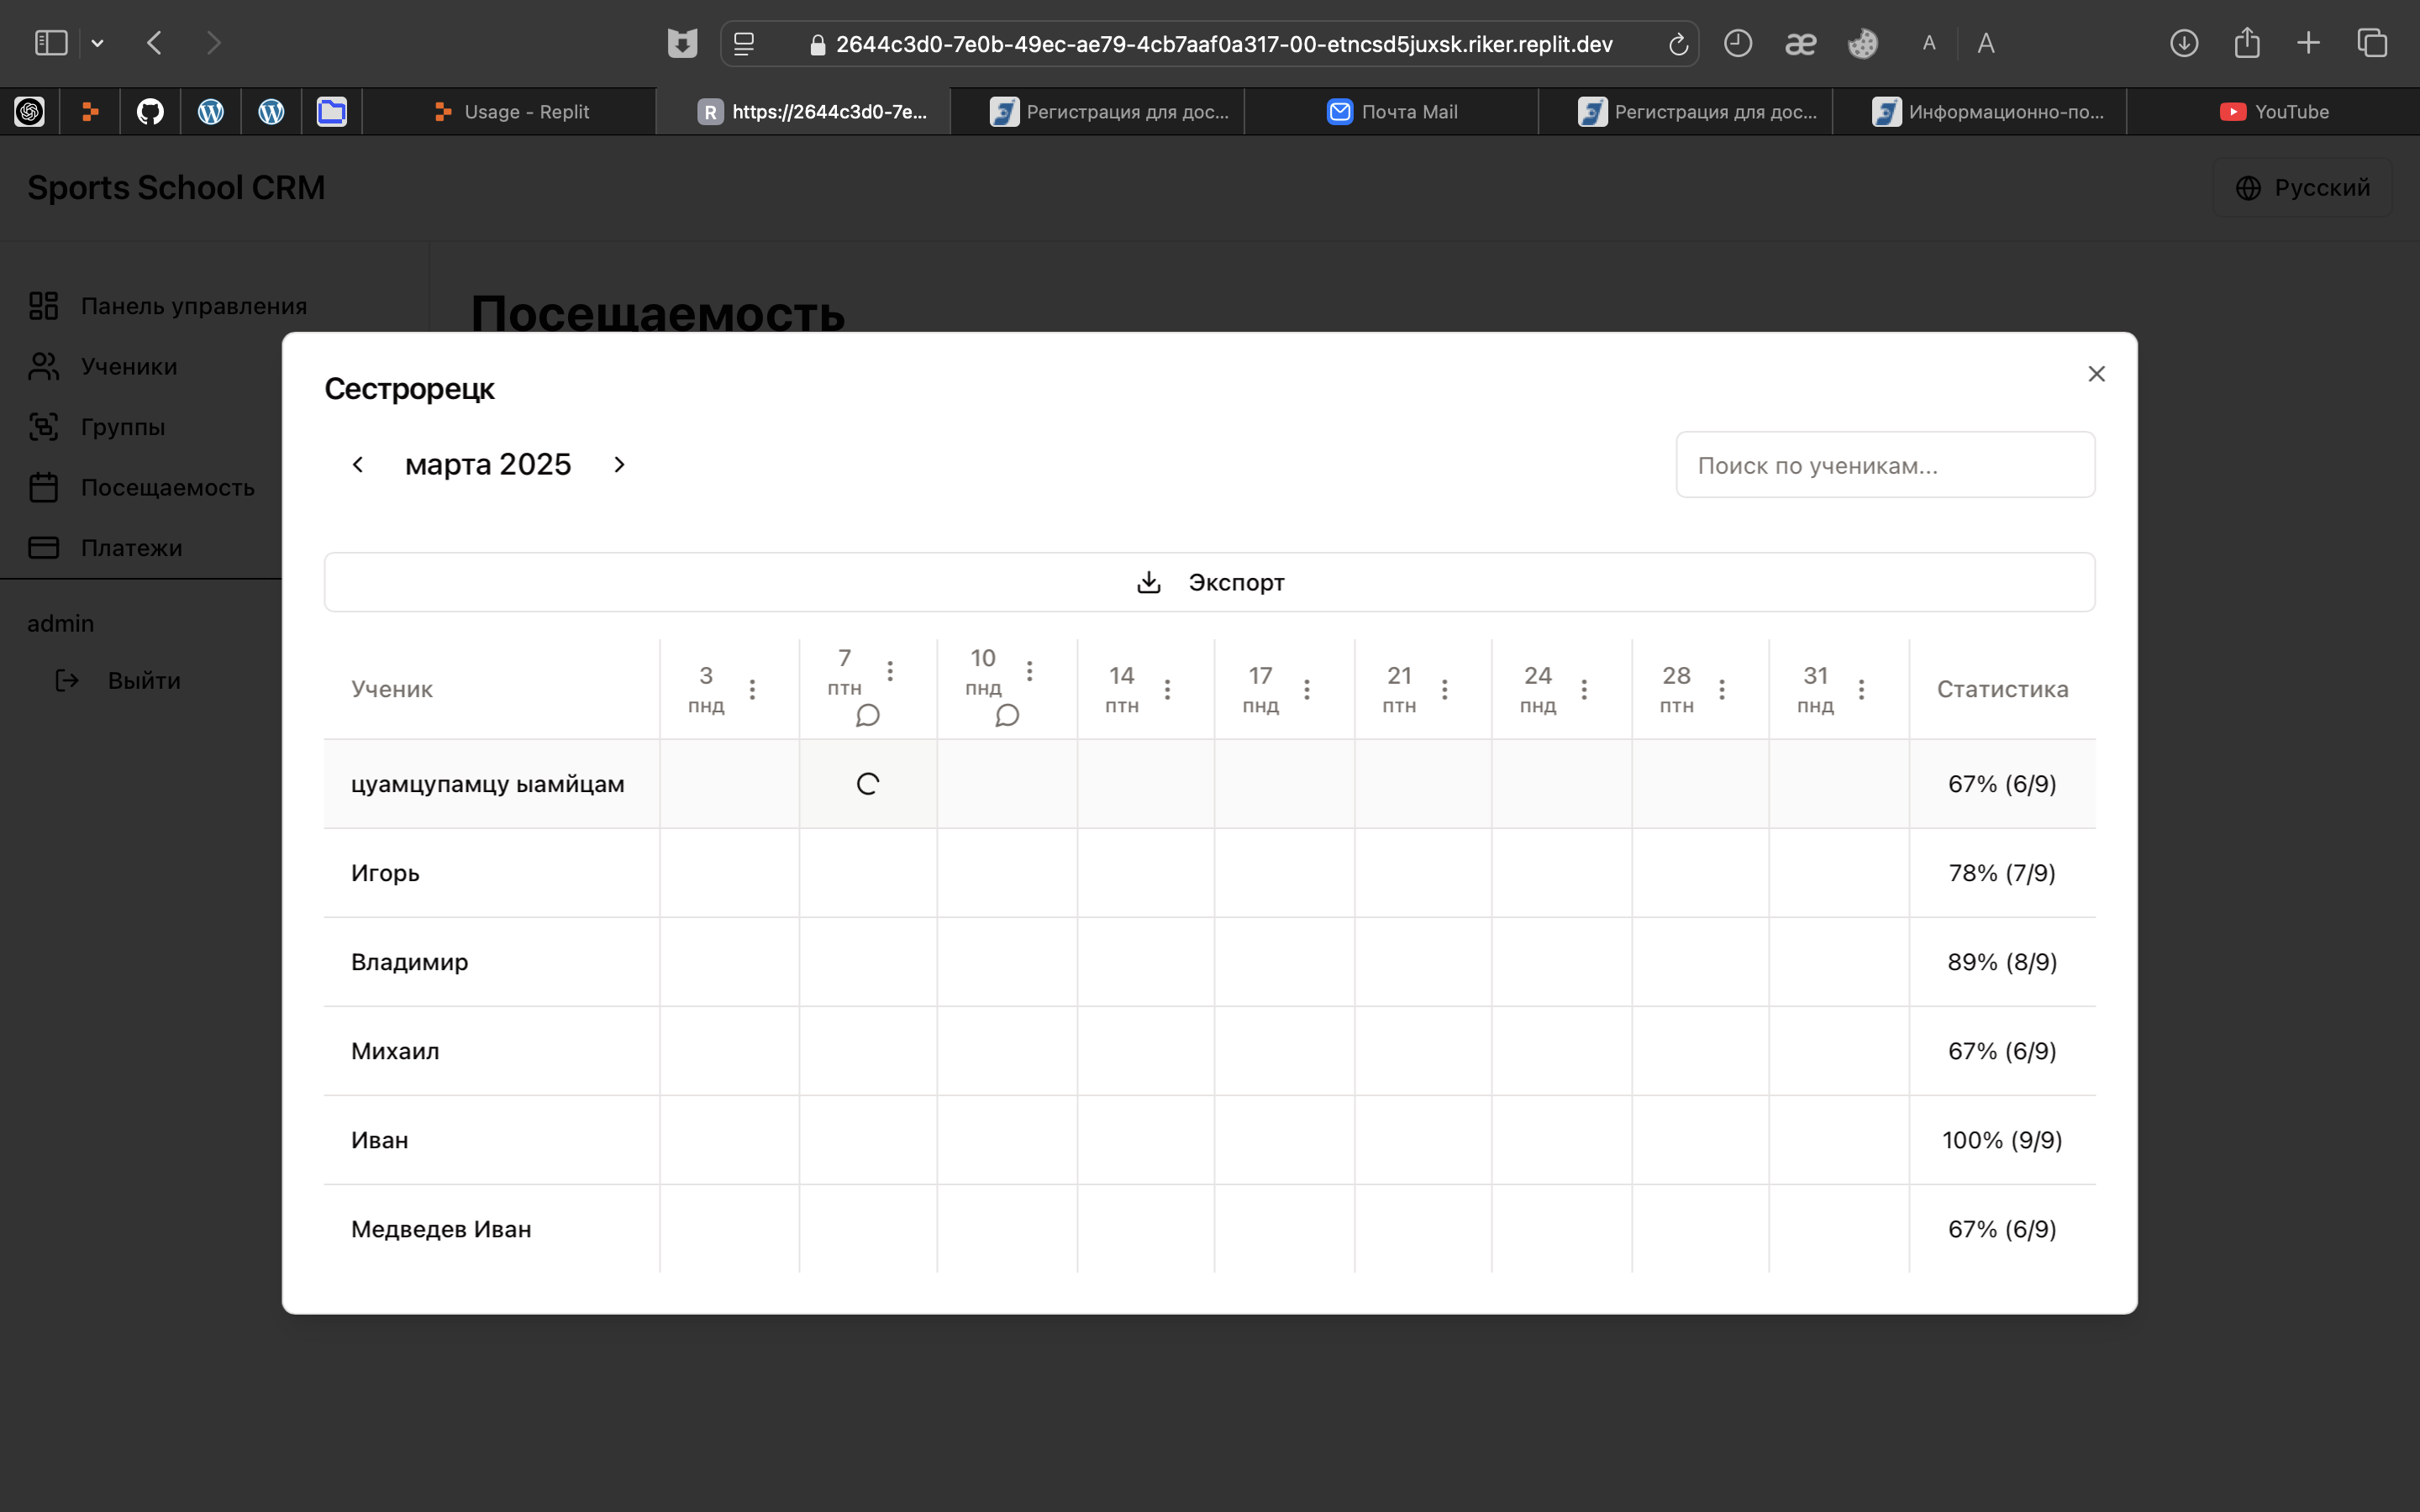 2644c3d0-7e0b-49ec-ae79-4cb7aaf0a317-00-etncsd5juxsk.riker.replit.dev
æ A A
Usage - Replit
R https://2644c3d0-7e...
Регистрация для дос...
Почта Mail
Регистрация для дос...
Информационно-по...
YouTube
Sports School CRM
Русский
Панель управления
Ученики
Группы
Посещаемость
Платежи
admin
Выйти
Посещаемость
Сестрорецк
марта 2025
Поиск по ученикам...
Экспорт
Ученик 3 пнд 7 птн 10 пнд 14 птн 17 пнд 21 птн 24 пнд 28 птн 31 пнд Статистика
цуамцупамцу ыамйцам 67% (6/9)
Игорь 78% (7/9)
Владимир 89% (8/9)
Михаил 67% (6/9)
Иван 100% (9/9)
Медведев Иван 67% (6/9)